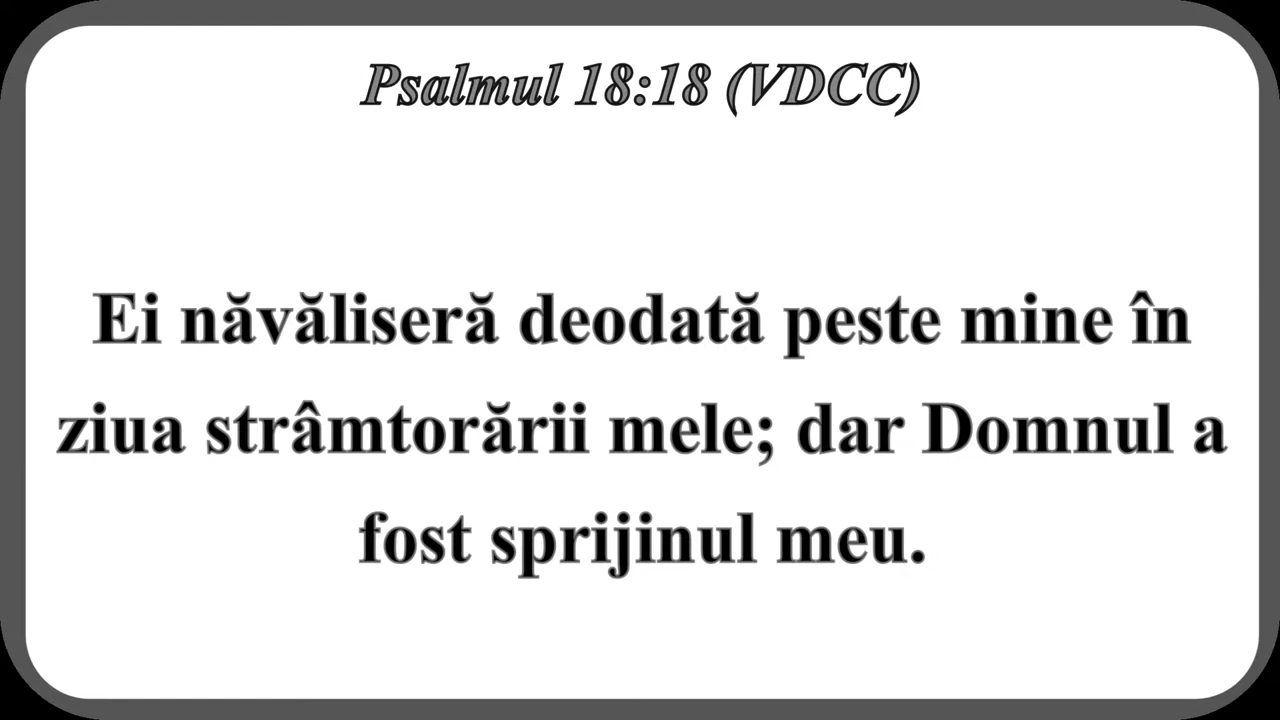 Psalmul 18:18 (VDCC)
Ei năvăliseră deodată peste mine în
ziua strâmtorării mele; dar Domnul a
fost sprijinul meu.